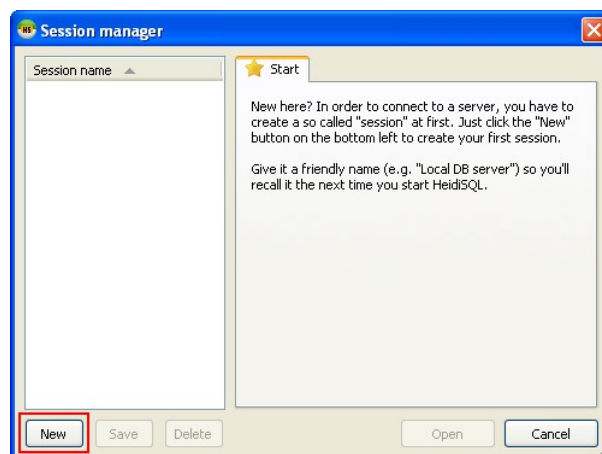 HS Session manager
Session name
Start
New here? In order to connect to a server, you have to
create a so called "session" at first. Just click the "New"
button on the bottom left to create your first session.
Give it a friendly name (e.g. "Local DB server") so you'll
recall it the next time you start HeidiSQL.
New Save Delete Open Cancel